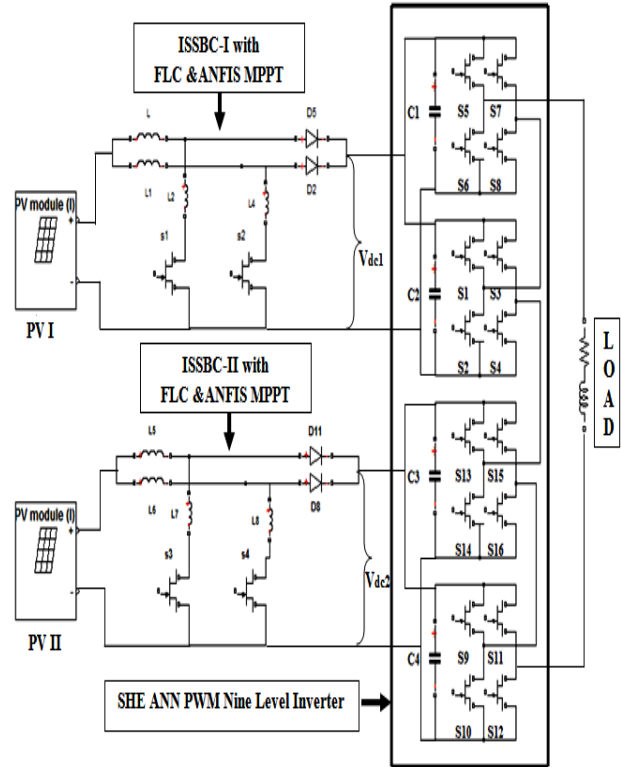 ISSBC-I with
FLC &ANFIS MPPT
L
D5
L1
L2
L4
D2
s1
s2
PV module (I)
+
-
PV I
Vdc1
C1
S5 S7
S6 S8
C2
S1 S3
S2 S4
L
O
A
D
ISSBC-II with
FLC &ANFIS MPPT
L5
D11
L6
L7
L8
D8
s3
s4
PV module (I)
+
-
PV II
Vdc2
C3
S13 S15
S14 S16
C4
S9 S11
S10 S12
SHE ANN PWM Nine Level Inverter